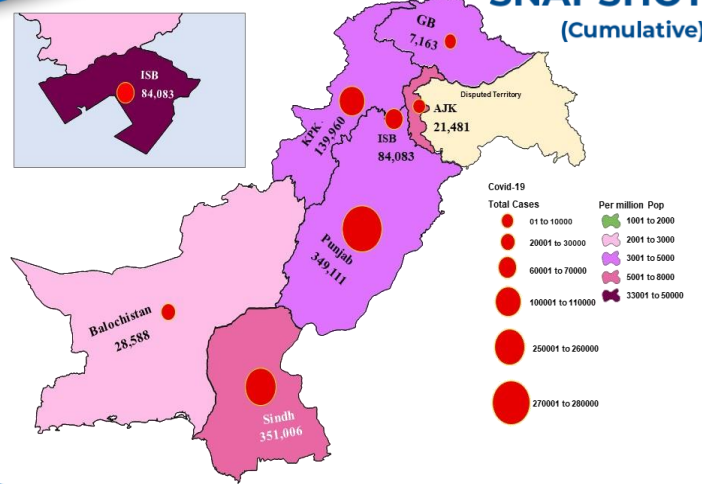 SNAPSHOT
(Cumulative)
ISB
84,083
GB
7,163
Disputed Territory
AJK
21,481
KPK
139,960
ISB
84,083
Punjab
349,111
Balochistan
28,588
Sindh
351,006
Covid-19
Total Cases
01 to 10000
20001 to 30000
60001 to 70000
100001 to 110000
250001 to 260000
270001 to 280000
Per million Pop
1001 to 2000
2001 to 3000
3001 to 5000
5001 to 8000
33001 to 50000